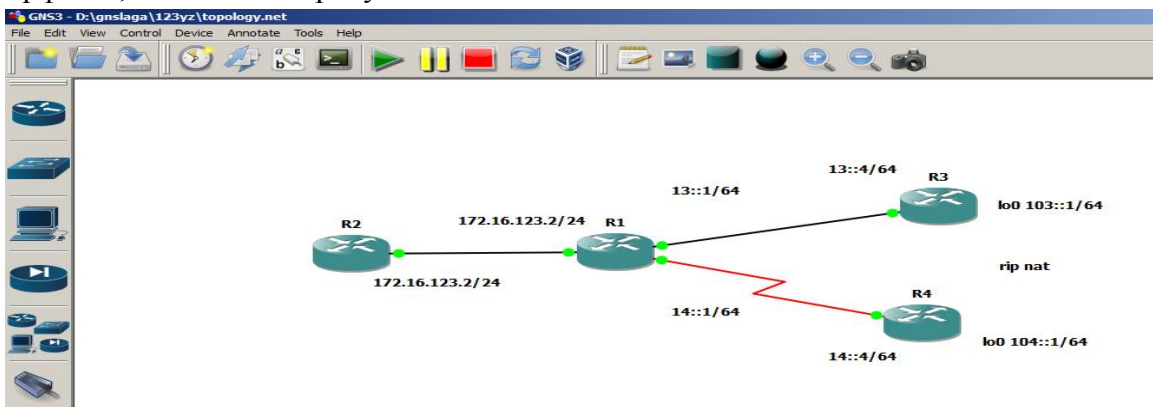 GNS3 - D:\gnslaga\123yz\topology.net
File Edit View Control Device Annotate Tools Help
13::4/64
R3
13::1/64
lo0 103::1/64
172.16.123.2/24
R1
R2
rip nat
172.16.123.2/24
R4
14::1/64
lo0 104::1/64
14::4/64